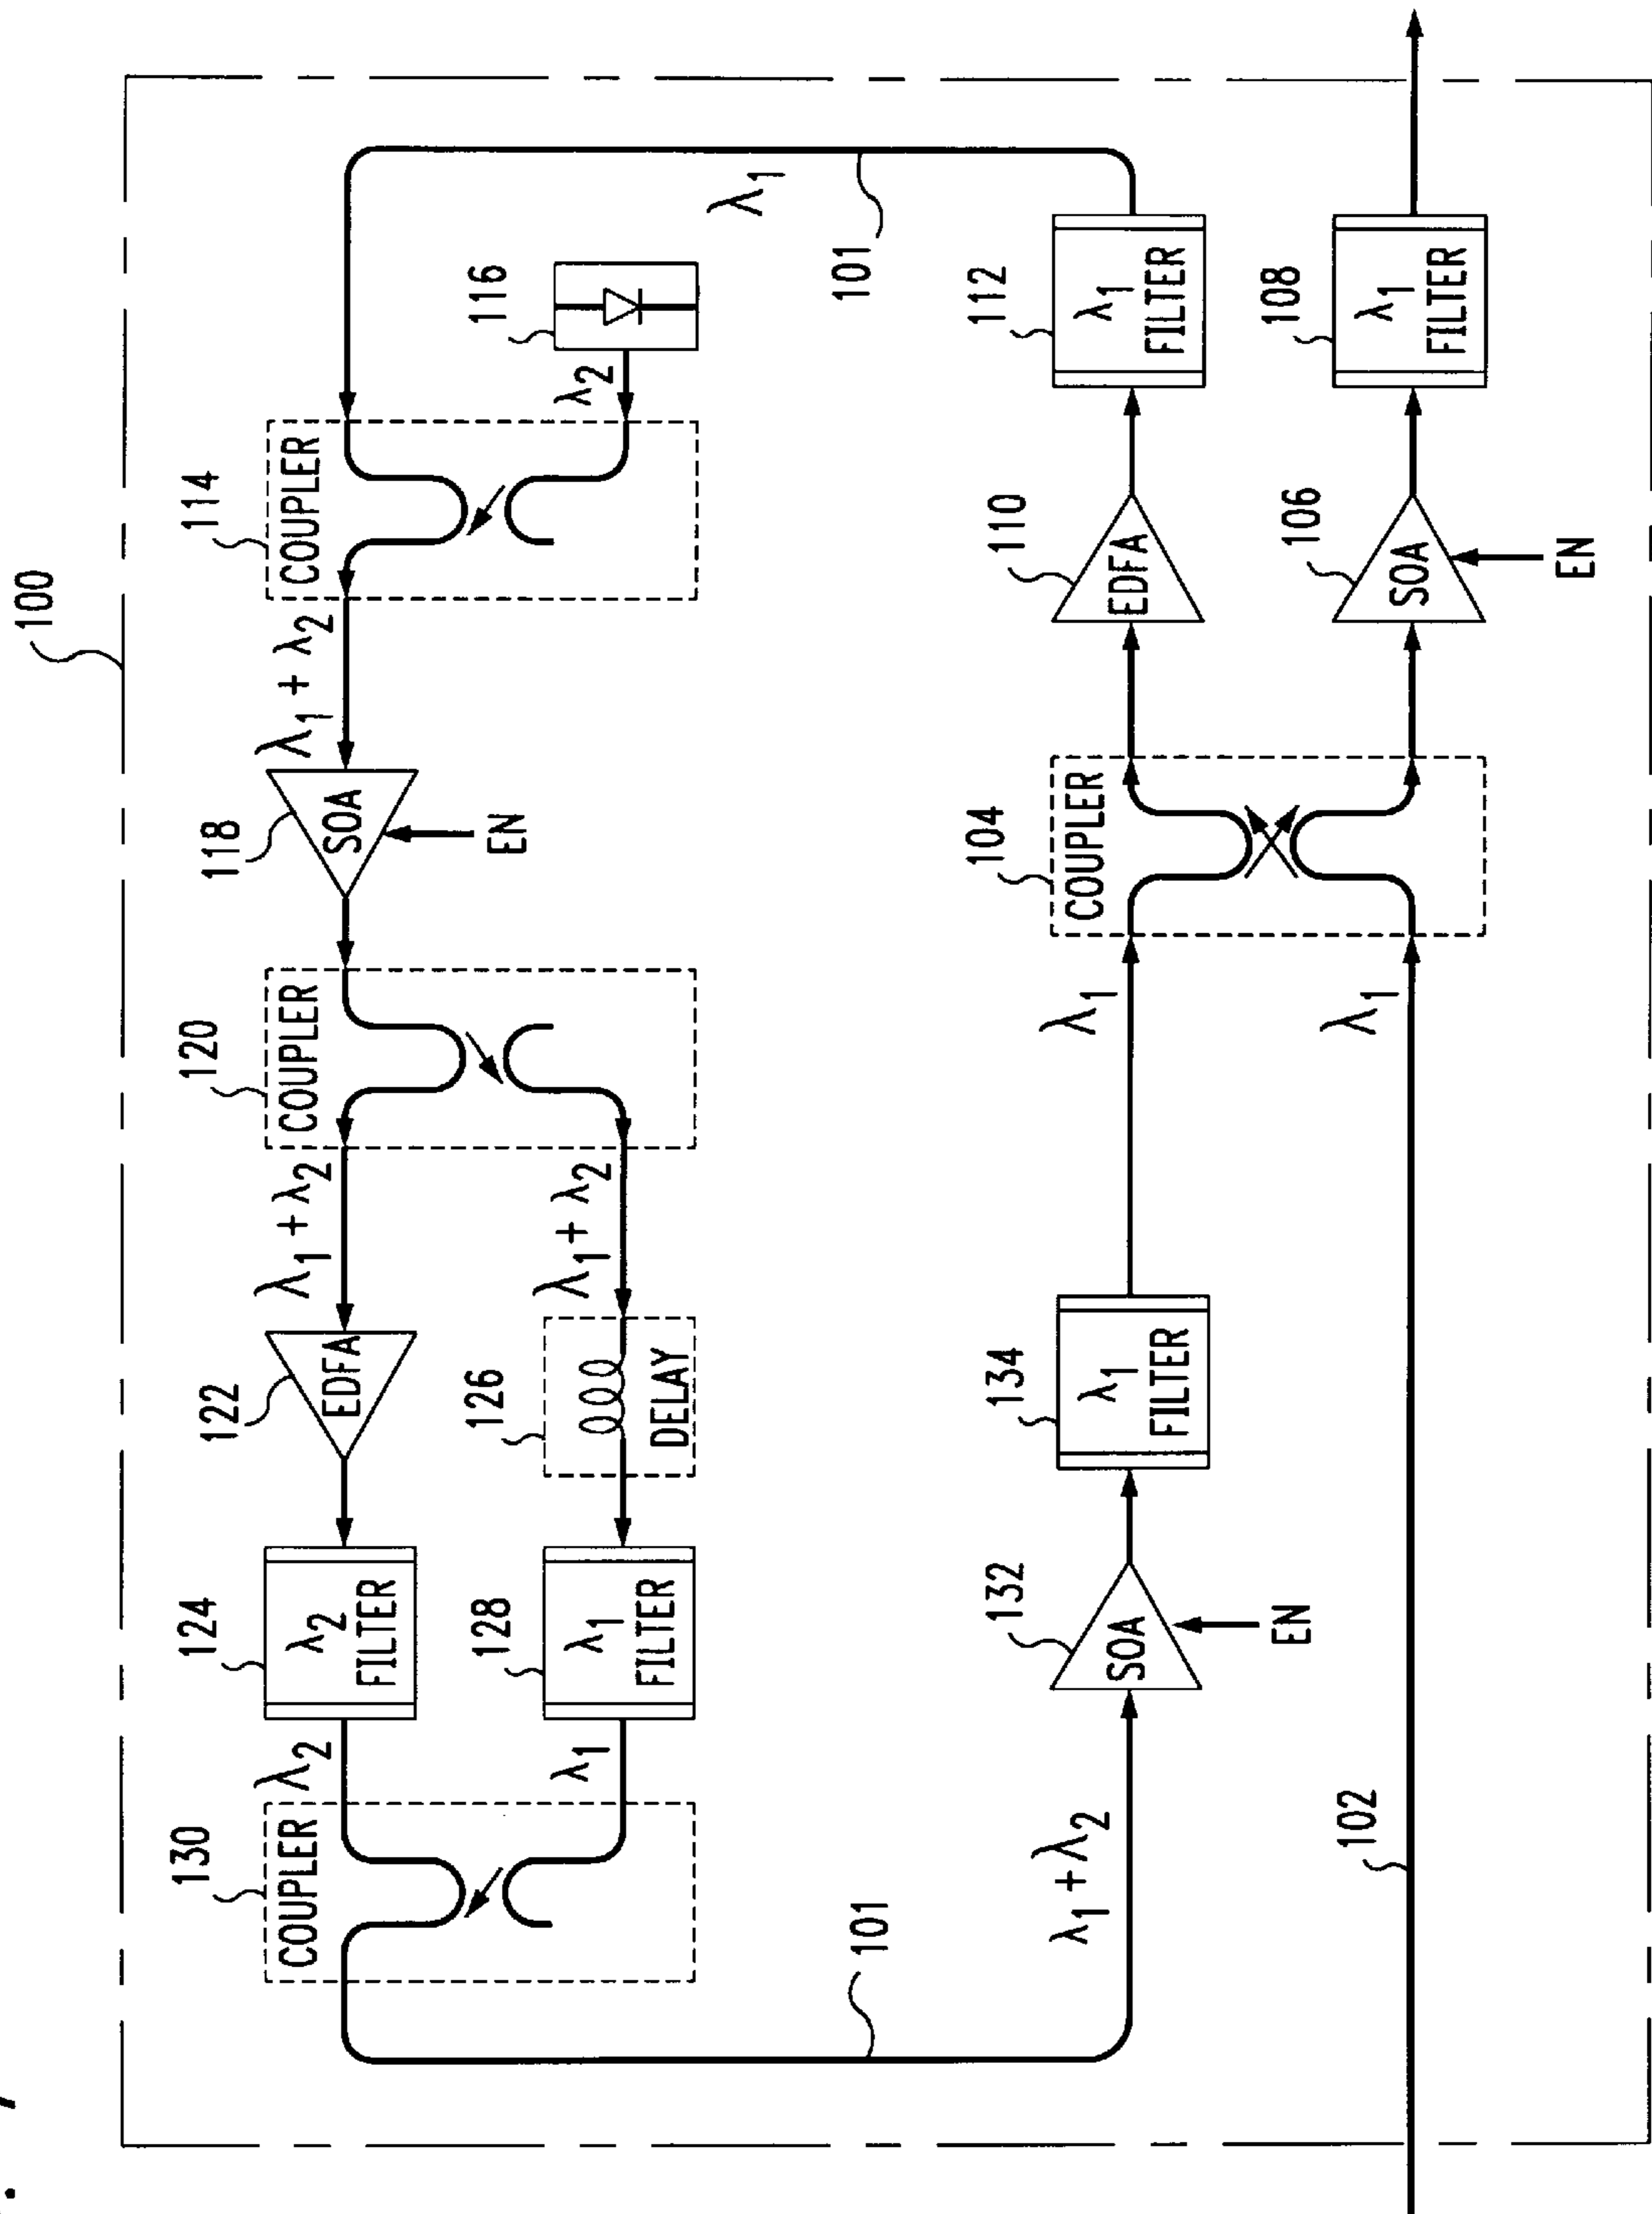 100
114
COUPLER
λ1 + λ2
118
SOA
EN
120
COUPLER
λ1 + λ2
λ1 + λ2
122
EDFA
126
DELAY
124
λ2
FILTER
128
λ1
FILTER
λ2
λ1
130
COUPLER
116
λ2
λ1
101
101
λ1 + λ2
132
SOA
EN
134
λ1
FILTER
λ1
λ1
104
COUPLER
110
EDFA
112
λ1
FILTER
106
SOA
EN
108
λ1
FILTER
102